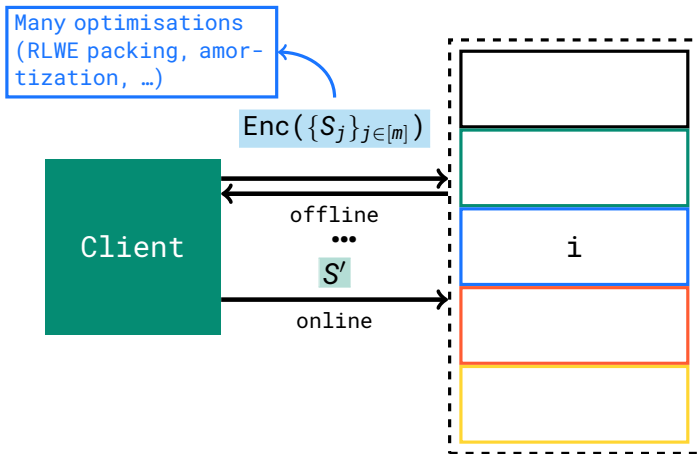 Many optimisations
(RLWE packing, amor-
tization, …)
Enc({S_j}_{j∈[m]})
offline
•••
Client
i
S′
online